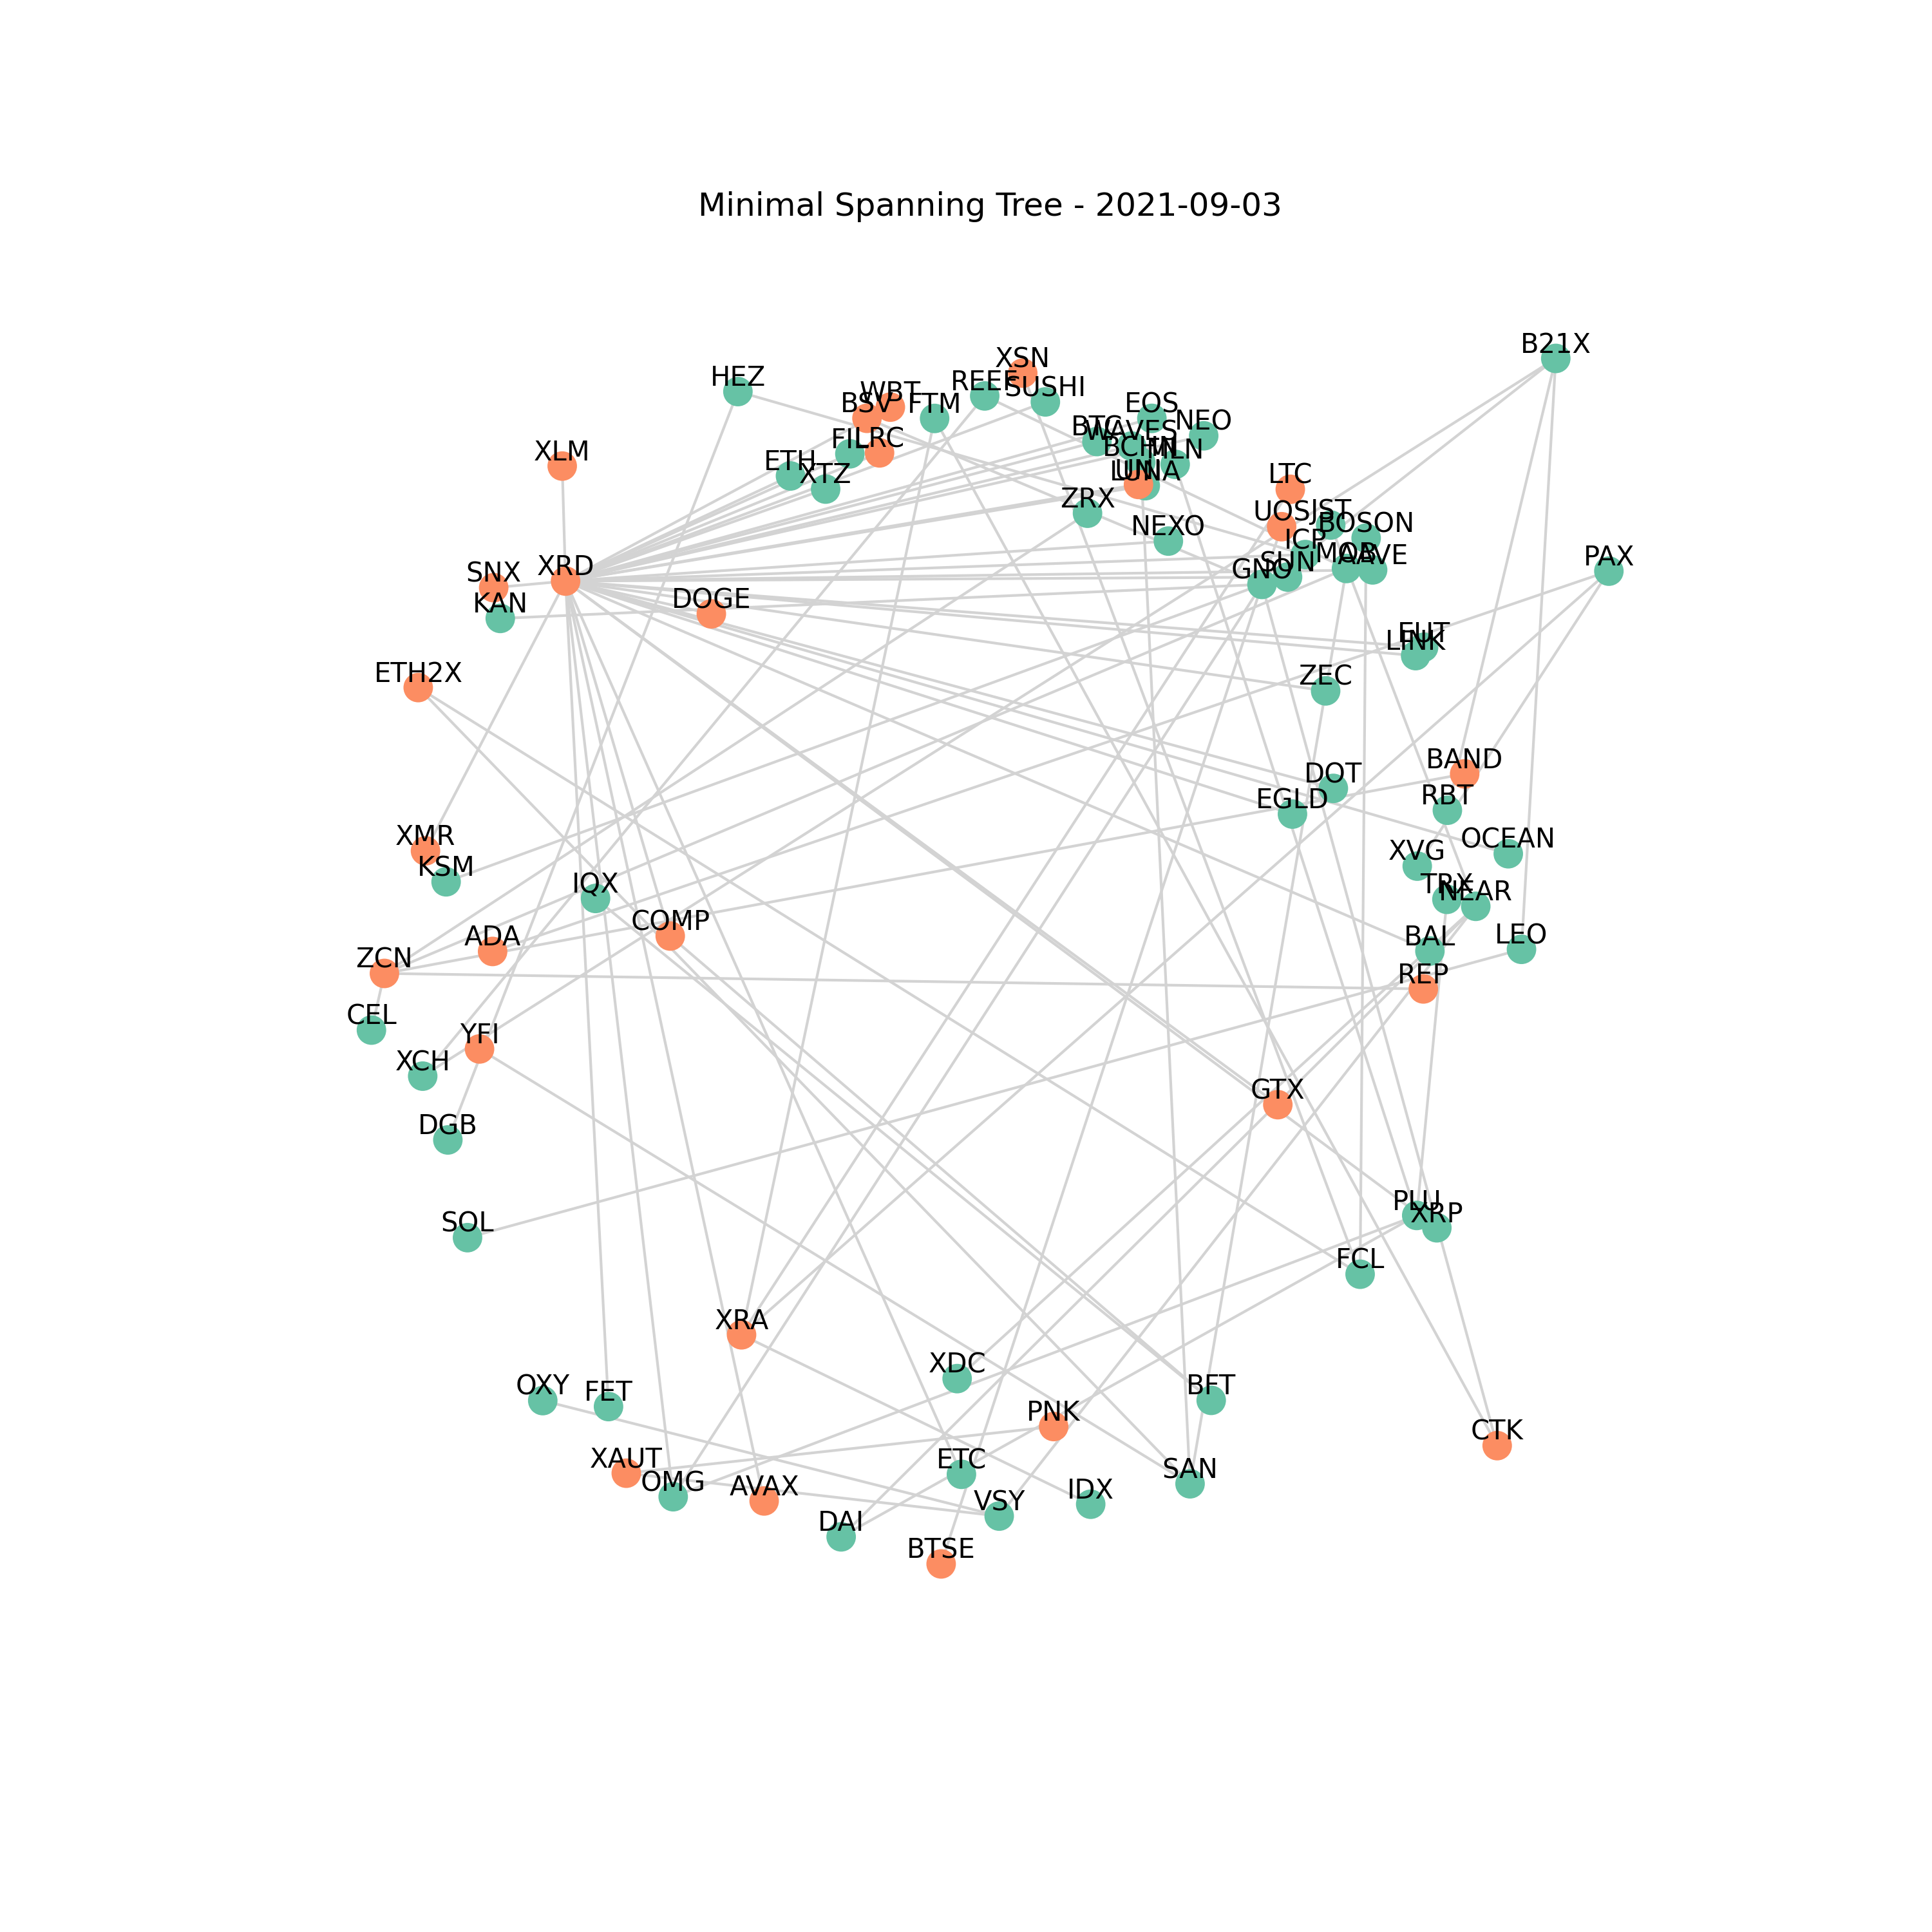 Minimal Spanning Tree - 2021-09-03
B21X
XSN
HEZ
REEF
SUSHI
WBT
BSV
FTM
EOS
NEO
BTG
WAVES
FIL
LRC
MLN
XLM
ETH
XTZ
UNI
LUNA
LTC
ZRX
UOS
JST
BOSON
NEXO
ICP
MOB
AAVE
PAX
SNX
XRD
GNO
SUN
KAN
DOGE
EUT
LINK
ETH2X
ZEC
BAND
DOT
EGLD
RBT
XMR
OCEAN
KSM
XVG
IQX
TRX
NEAR
COMP
ADA
BAL
LEO
ZCN
REP
CEL
YFI
XCH
GTX
DGB
PLU
XRP
SOL
FCL
XRA
XDC
OXY
FET
BFT
PNK
CTK
XAUT
ETC
SAN
OMG
AVAX
IDX
VSY
DAI
BTSE